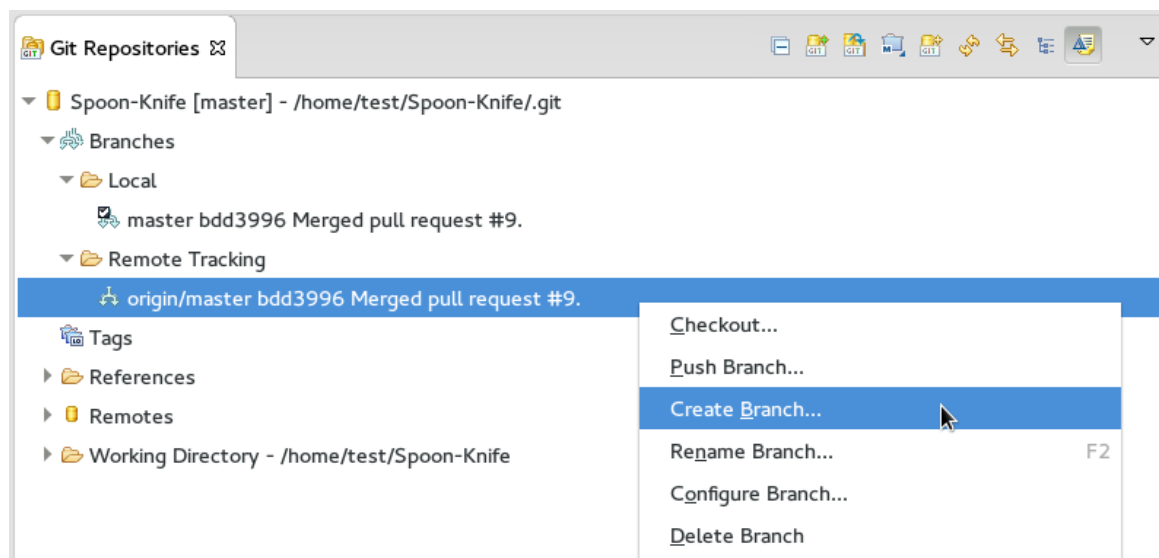 Git Repositories
Spoon-Knife [master] - /home/test/Spoon-Knife/.git
Branches
Local
master bdd3996 Merged pull request #9.
Remote Tracking
origin/master bdd3996 Merged pull request #9.
Tags
References
Remotes
Working Directory - /home/test/Spoon-Knife
Checkout...
Push Branch...
Create Branch...
Rename Branch... F2
Configure Branch...
Delete Branch